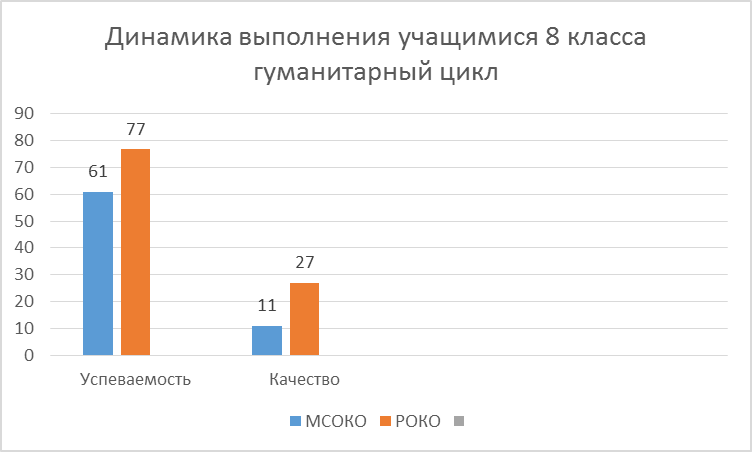 Динамика выполнения учащимися 8 класса
гуманитарный цикл
90
80
70
60
50
40
30
20
10
0
61
77
11
27
Успеваемость
Качество
МСОКО
РОКО